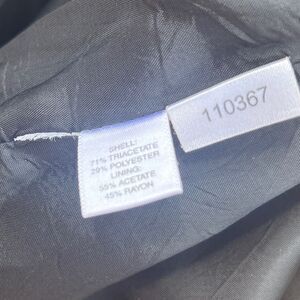 SHELL:
71% TRIACETATE
29% POLYESTER
LINING:
55% ACETATE
45% RAYON
110367